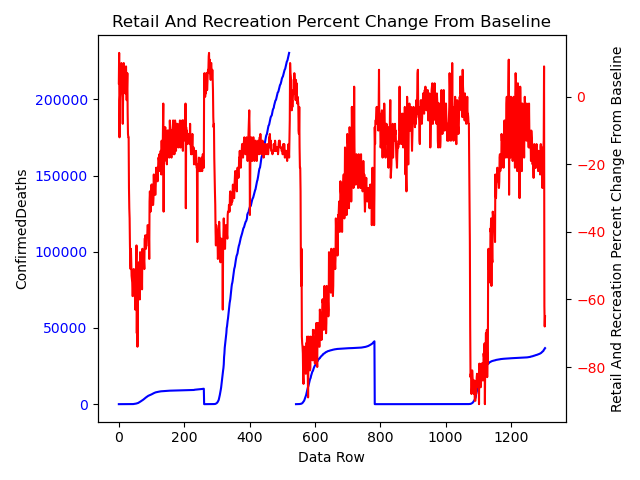 Retail And Recreation Percent Change From Baseline
ConfirmedDeaths
200000
150000
100000
50000
0
0
−20
−40
−60
−80
Retail And Recreation Percent Change From Baseline
0 200 400 600 800 1000 1200
Data Row